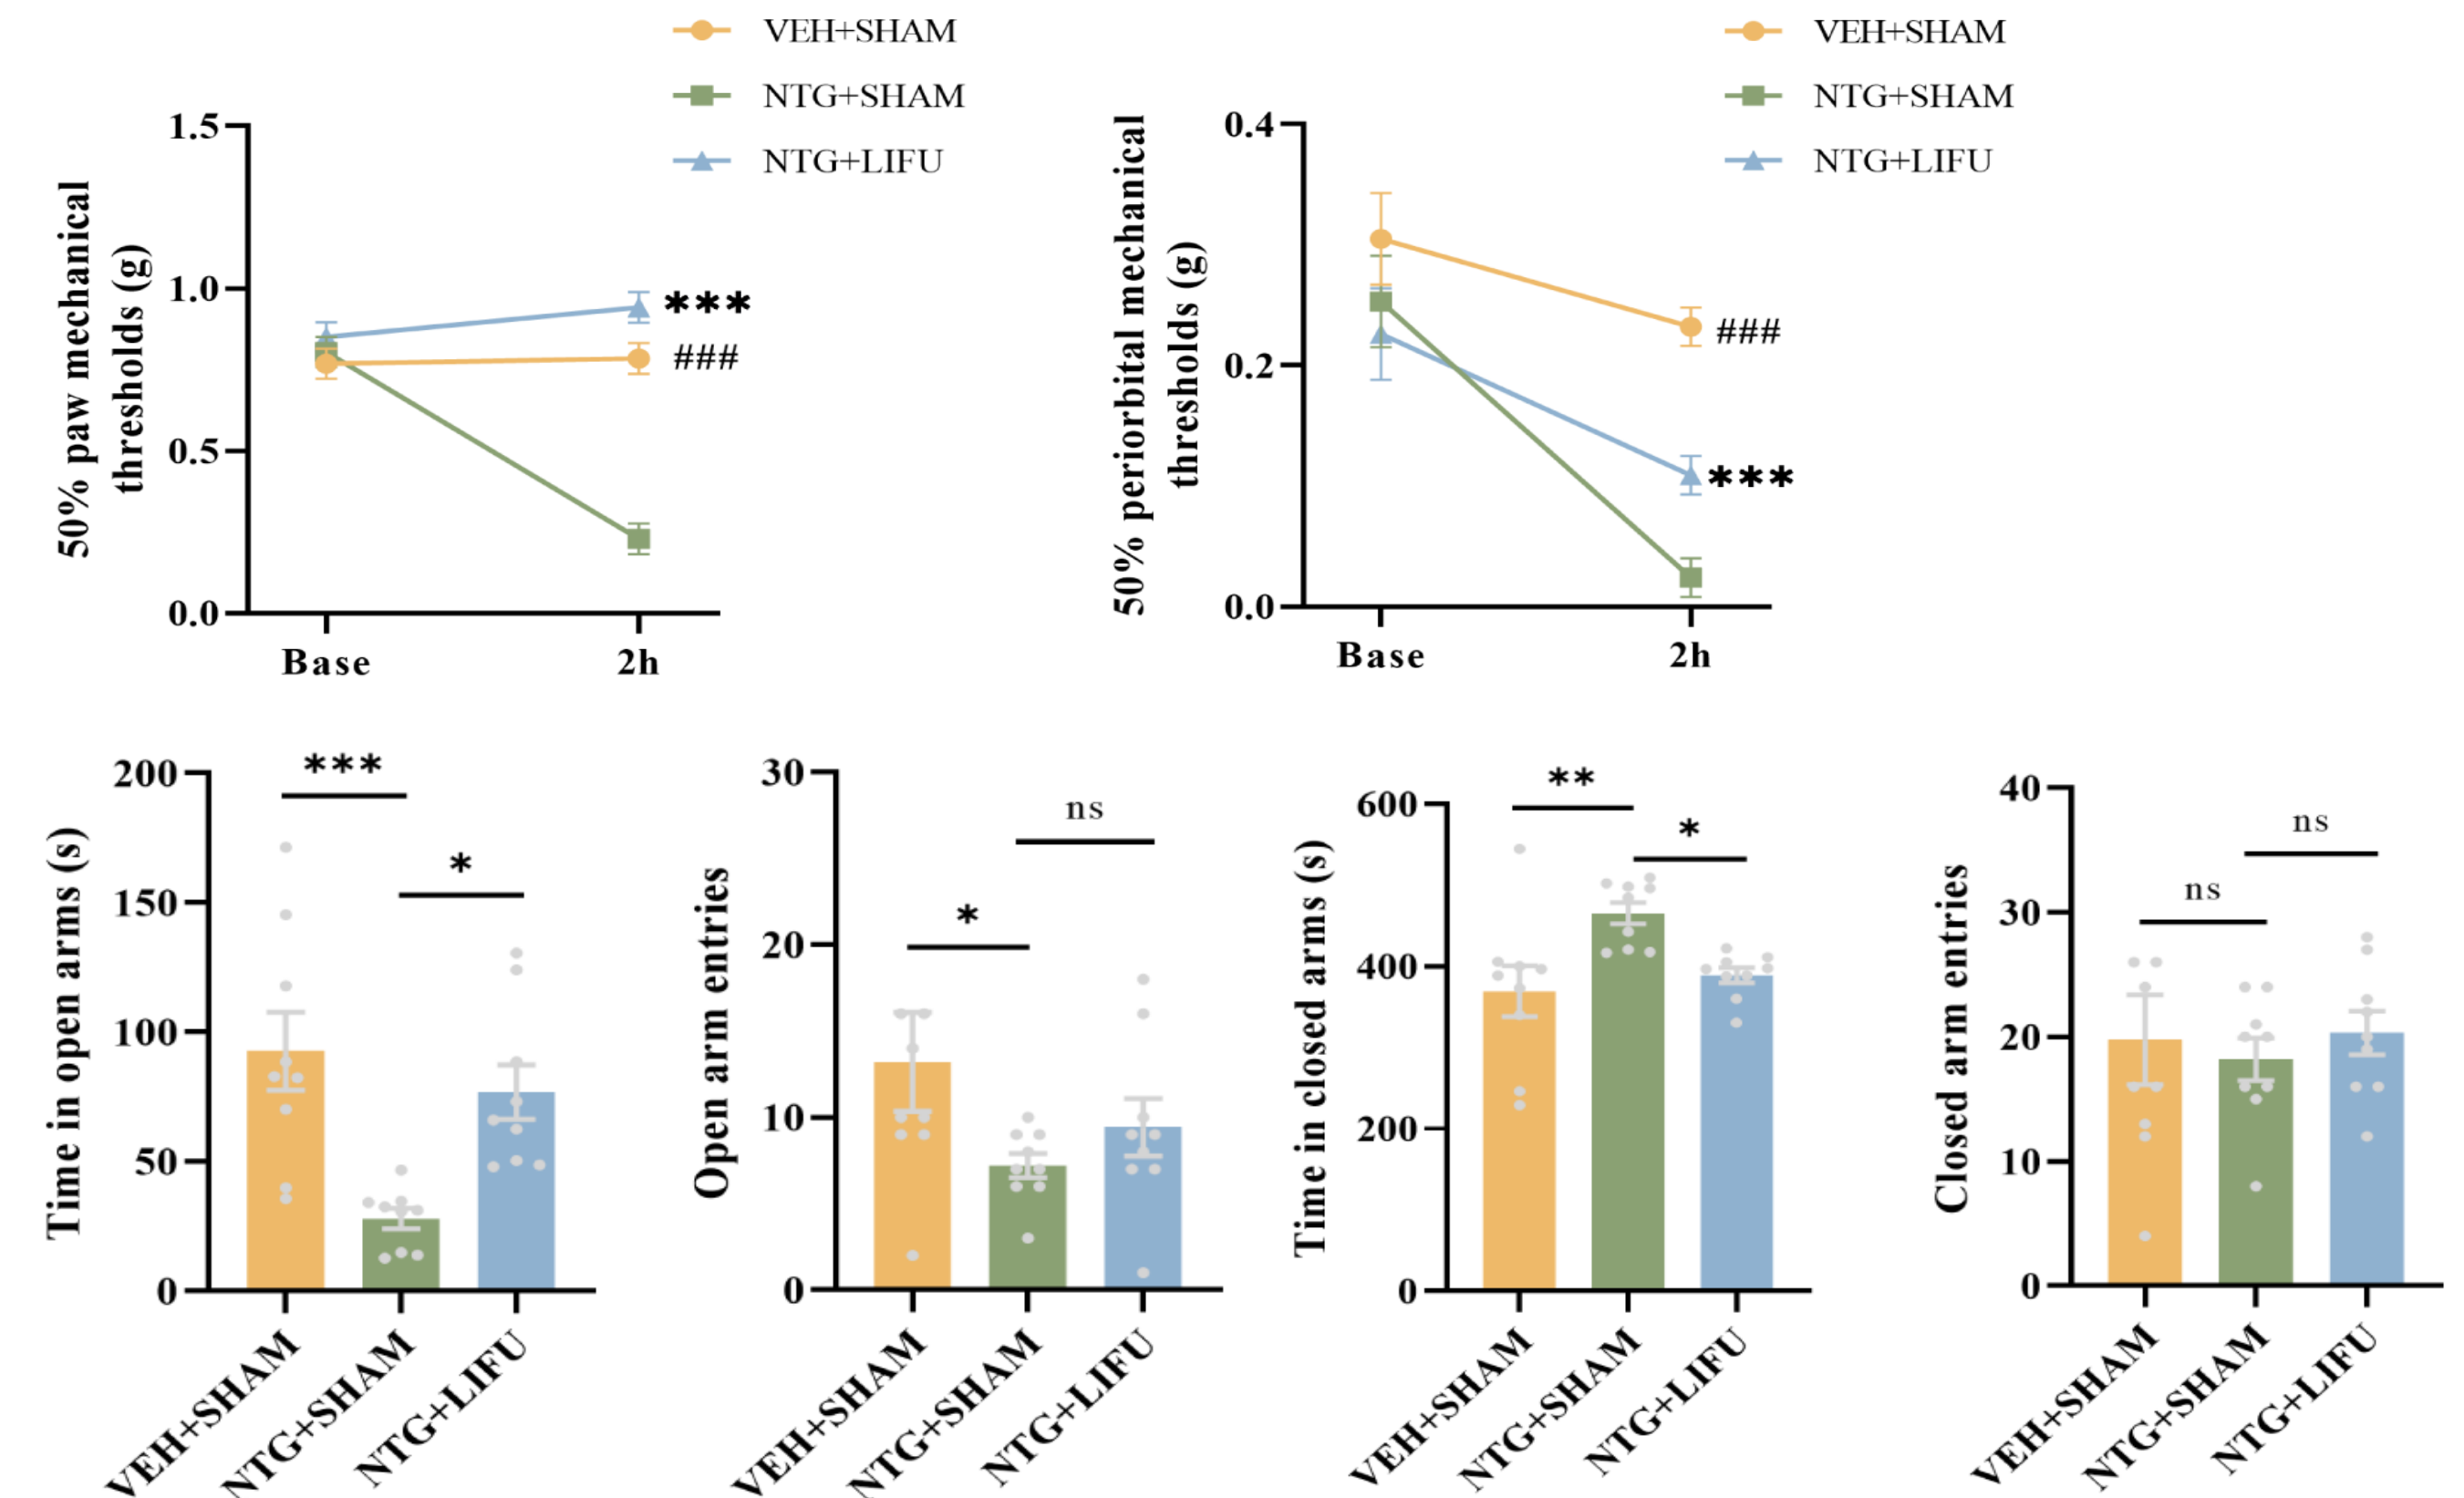 VEH+SHAM
NTG+SHAM
NTG+LIFU
1.5
1.0
0.5
0.0
50% paw mechanical
thresholds (g)
***
###
Base
2h
VEH+SHAM
NTG+SHAM
NTG+LIFU
0.4
0.2
0.0
50% periorbital mechanical
thresholds (g)
###
***
Base
2h
200
150
100
50
0
Time in open arms (s)
***
*
VEH+SHAM
NTG+SHAM
NTG+LIFU
30
20
10
0
Open arm entries
ns
*
VEH+SHAM
NTG+SHAM
NTG+LIFU
600
400
200
0
Time in closed arms (s)
**
*
VEH+SHAM
NTG+SHAM
NTG+LIFU
40
30
20
10
0
Closed arm entries
ns
ns
VEH+SHAM
NTG+SHAM
NTG+LIFU